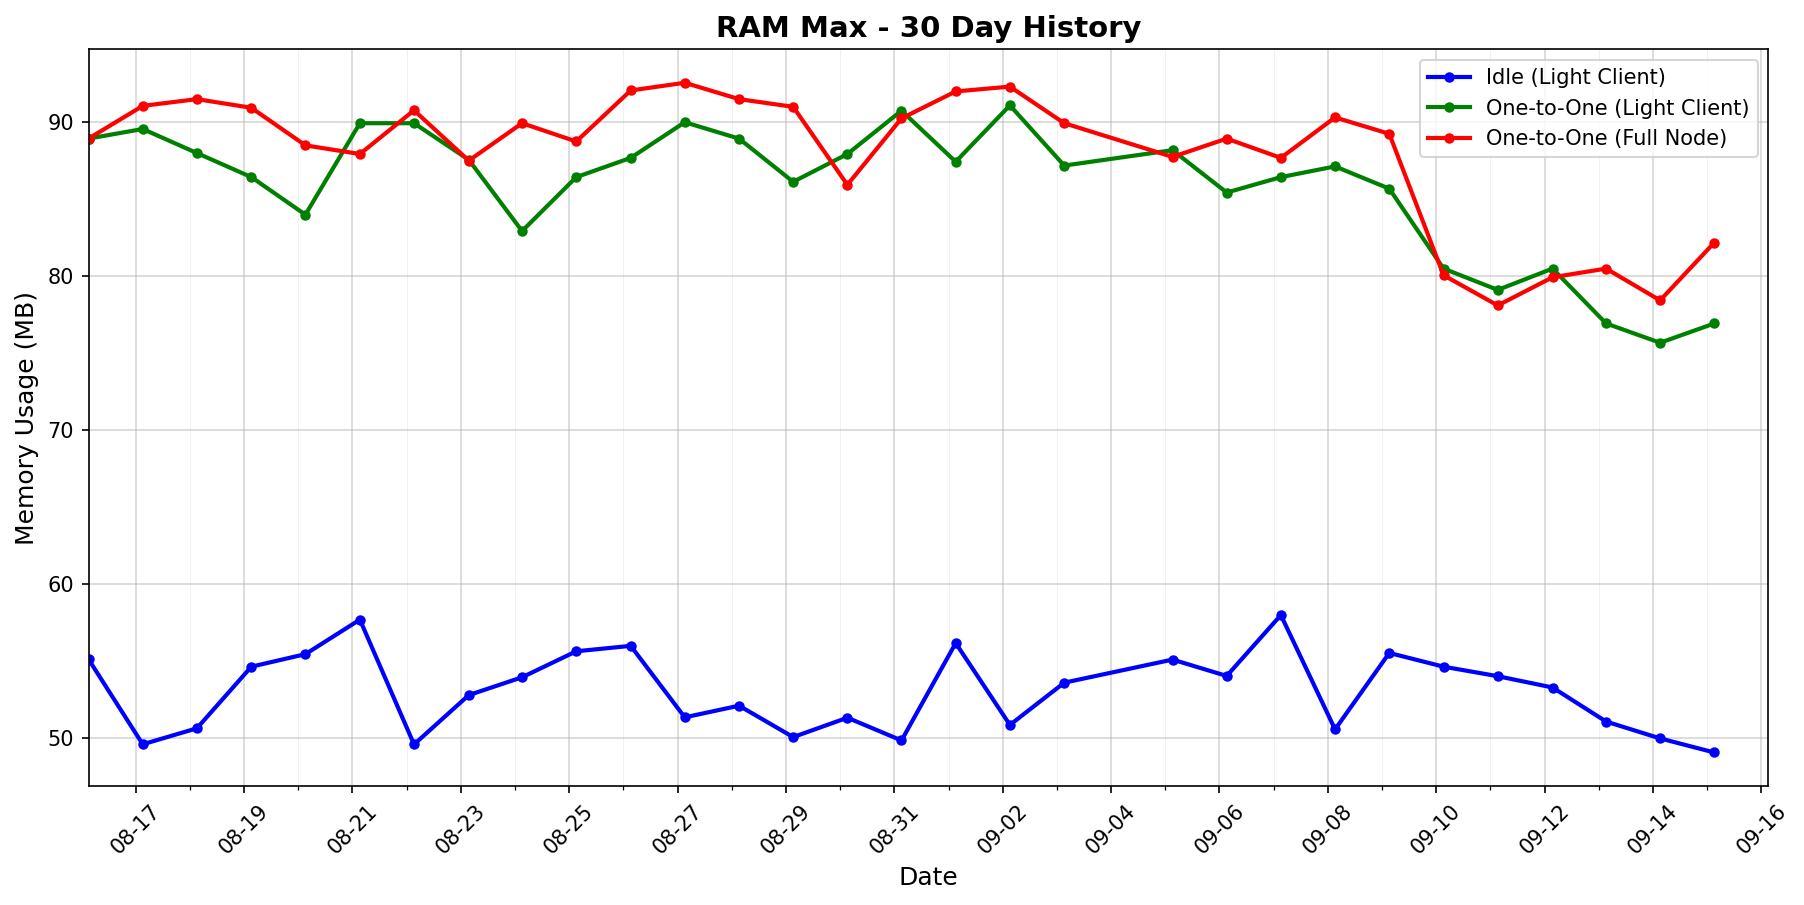 RAM Max - 30 Day History
Idle (Light Client)
One-to-One (Light Client)
One-to-One (Full Node)
Memory Usage (MB)
90
80
70
60
50
08-17 08-19 08-21 08-23 08-25 08-27 08-29 08-31 09-02 09-04 09-06 09-08 09-10 09-12 09-14 09-16
Date